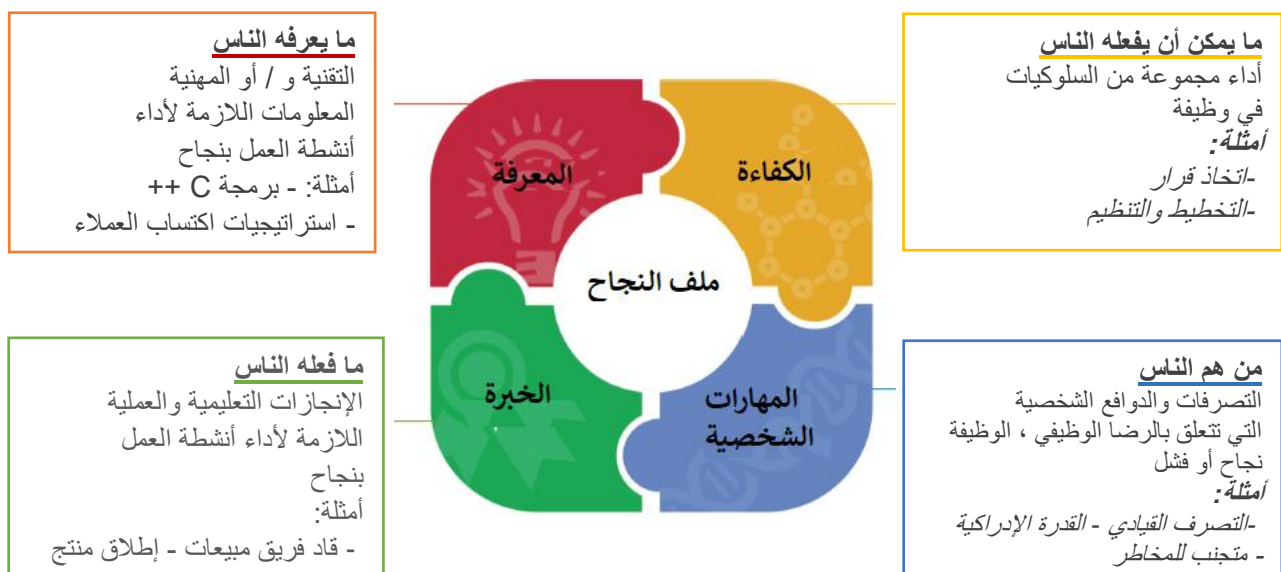 ما يمكن أن يفعله الناس
أداء مجموعة من السلوكيات
في وظيفة
أمثلة:
-اتخاذ قرار
-التخطيط والتنظيم
ما يعرفه الناس
التقنية و / أو المهنية
المعلومات اللازمة لأداء
أنشطة العمل بنجاح
أمثلة: - برمجة C ++
- استراتيجيات اكتساب العملاء
الكفاءة
المعرفة
ملف النجاح
المهارات
الشخصية
الخبرة
من هم الناس
التصرفات والدوافع الشخصية
التي تتعلق بالرضا الوظيفي ، الوظيفة
نجاح أو فشل
أمثلة:
-التصرف القيادي - القدرة الإدراكية
- متجنب للمخاطر
ما فعله الناس
الإنجازات التعليمية والعملية
اللازمة لأداء أنشطة العمل
بنجاح
أمثلة:
- قاد فريق مبيعات - إطلاق منتج